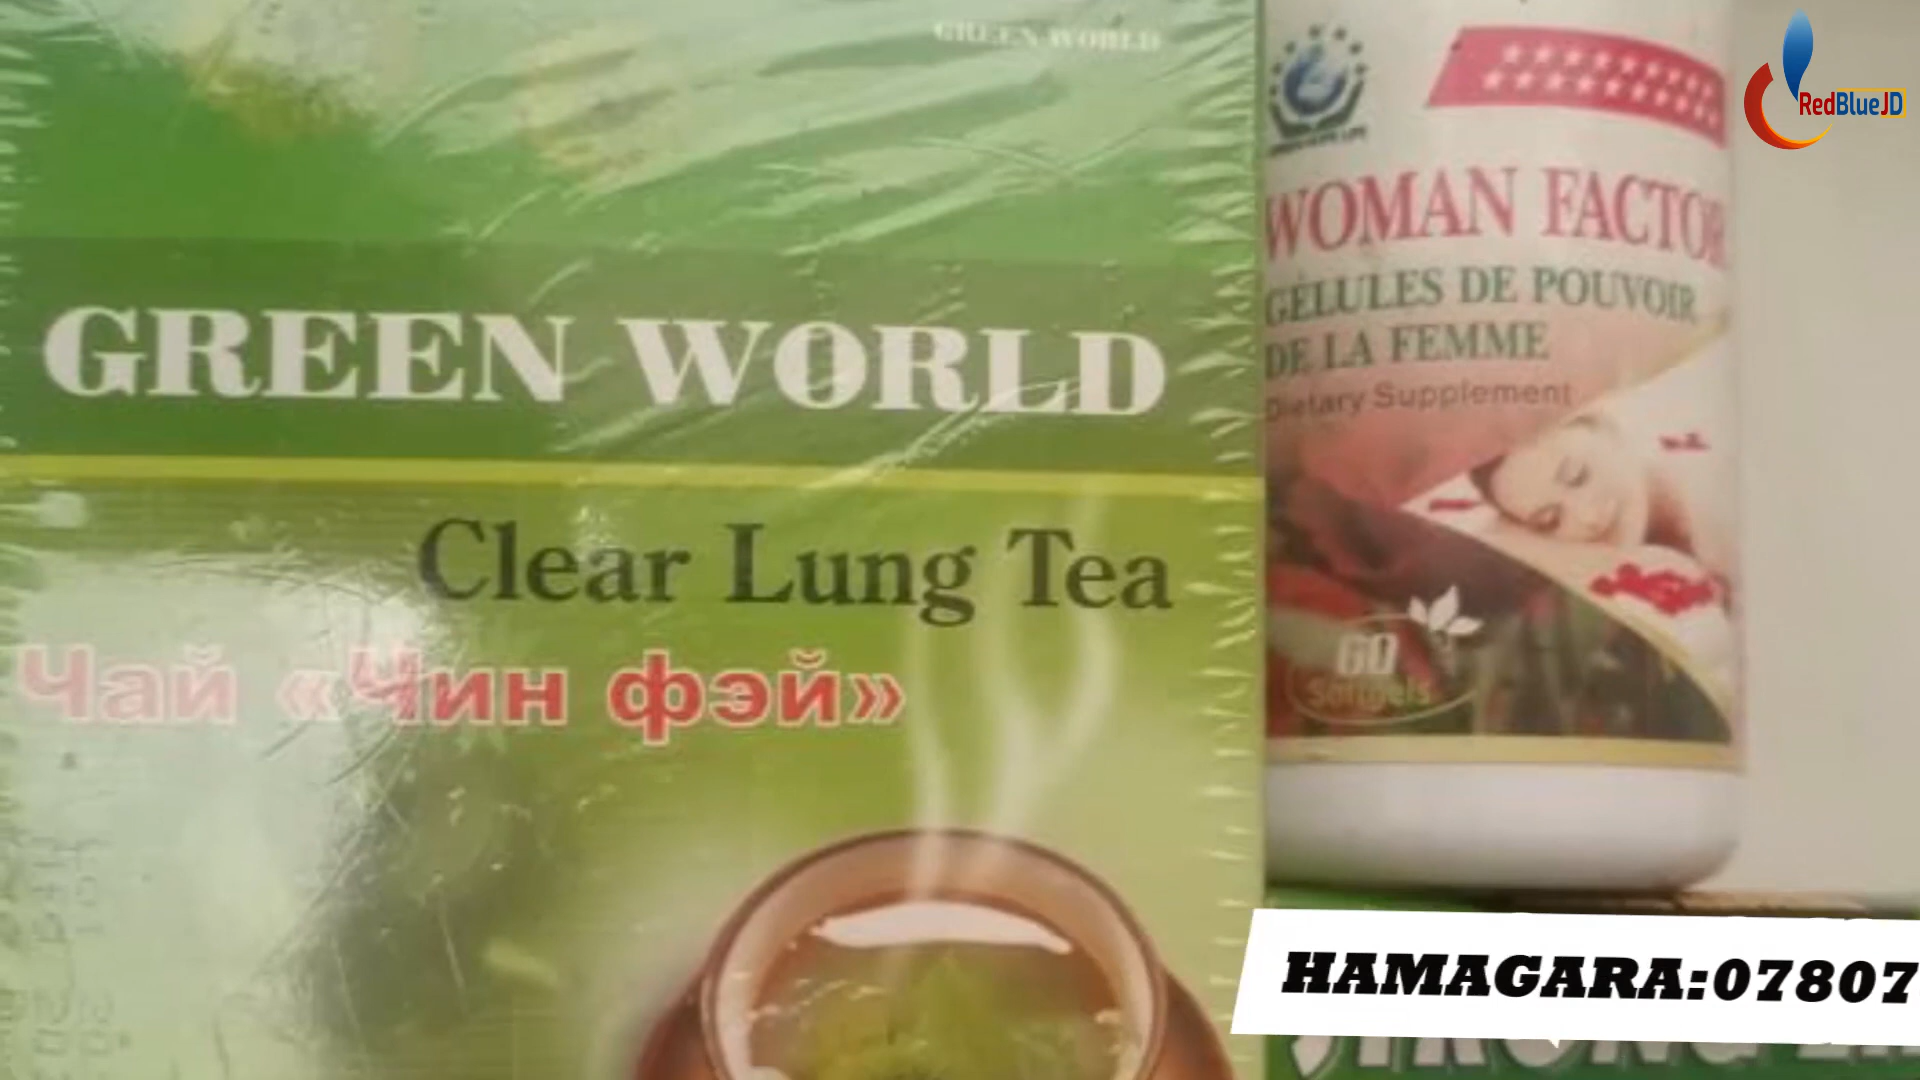 GREEN WORLD
GREEN WORLD
Clear Lung Tea
Чай «Чин фэй»
WOMAN FACTOR
GÉLULES DE POUVOIR
DE LA FEMME
Dietary Supplement
60
Softgels
RedBlueJD
HAMAGARA:07807